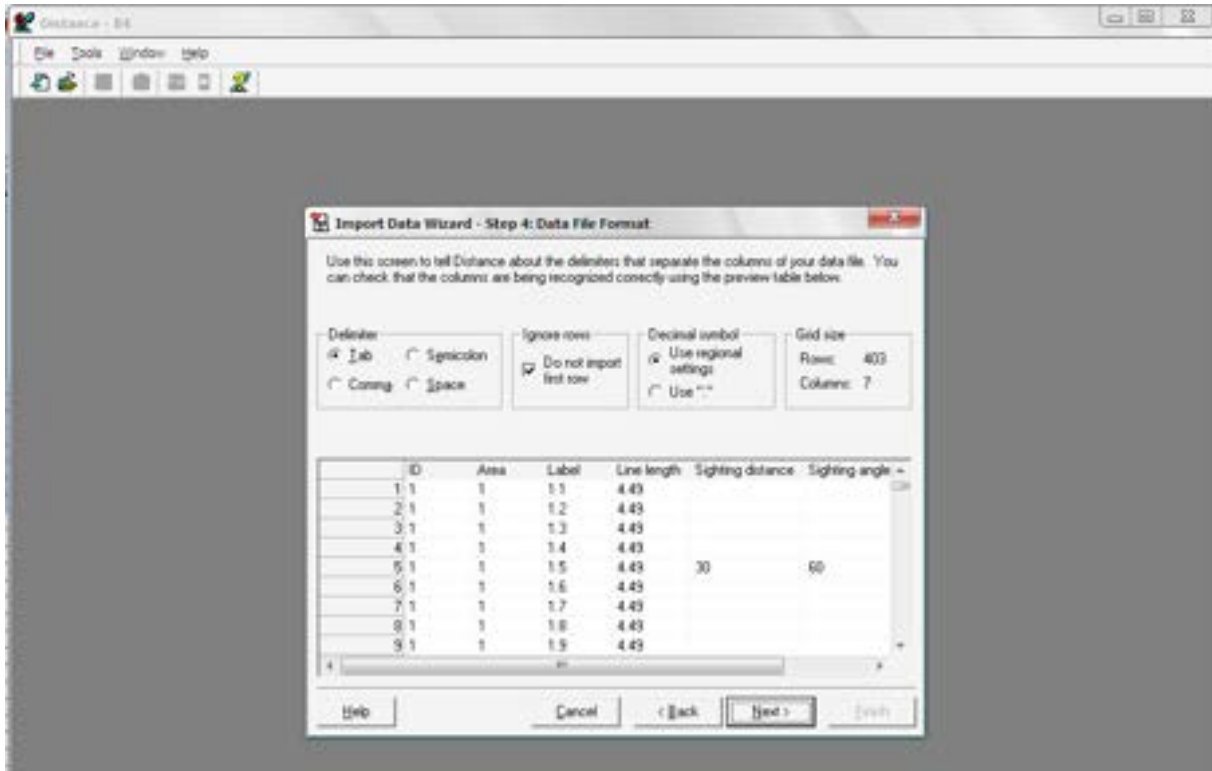 Distance - B4
File Tools Window Help
Import Data Wizard - Step 4: Data File Format
Use this screen to tell Distance about the delimiters that separate the columns of your data file. You
can check that the columns are being recognized correctly using the preview table below.
Delimiter Ignore rows Decimal symbol Grid size
Tab Semicolon Do not import first row Use regional settings Rows: 403
Comma Space Use "." Columns: 7
ID Area Label Line length Sighting distance Sighting angle
1 1 1 1.1 4.49
2 1 1 1.2 4.49
3 1 1 1.3 4.49
4 1 1 1.4 4.49
5 1 1 1.5 4.49 30 60
6 1 1 1.6 4.49
7 1 1 1.7 4.49
8 1 1 1.8 4.49
9 1 1 1.9 4.49
Help Cancel < Back Next > Finish